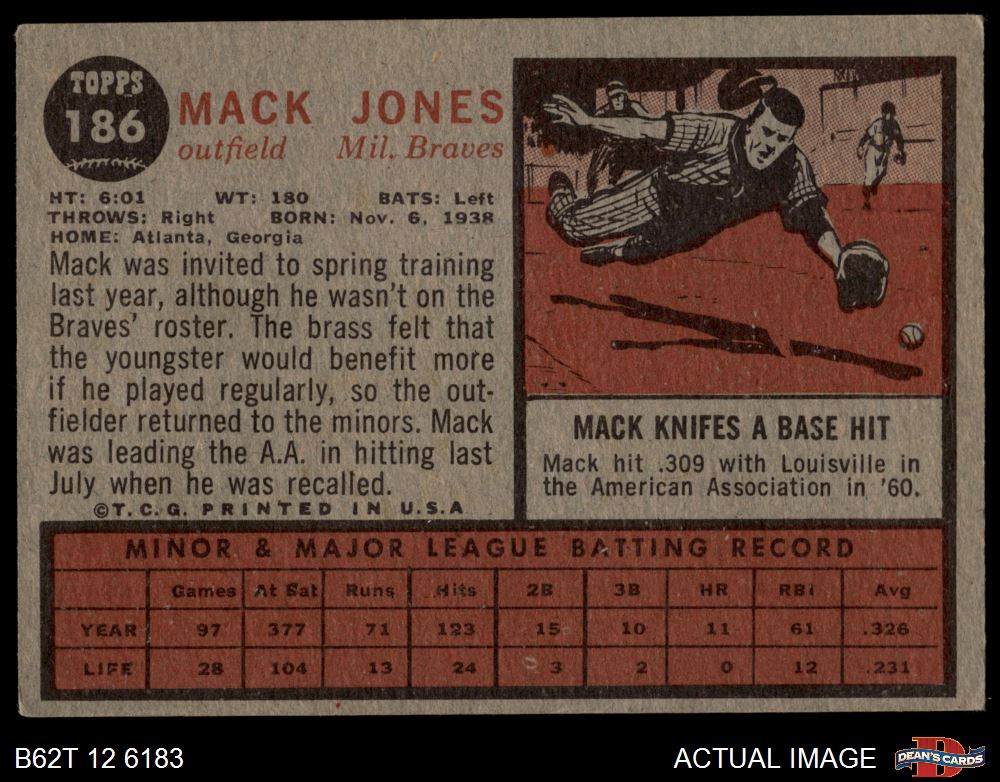 TOPPS
186
MACK JONES
outfield Mil. Braves
HT: 6:01 WT: 180 BATS: Left
THROWS: Right BORN: Nov. 6, 1938
HOME: Atlanta, Georgia
Mack was invited to spring training
last year, although he wasn't on the
Braves' roster. The brass felt that
the youngster would benefit more
if he played regularly, so the out-
fielder returned to the minors. Mack
was leading the A.A. in hitting last
July when he was recalled.
©T.C.G. PRINTED IN U.S.A
MACK KNIFES A BASE HIT
Mack hit .309 with Louisville in
the American Association in '60.
MINOR & MAJOR LEAGUE BATTING RECORD
Games At Bat Runs Hits 2B 3B HR RBI Avg
YEAR 97 377 71 123 15 10 11 61 .326
LIFE 28 104 13 24 3 2 0 12 .231
B62T 12 6183
ACTUAL IMAGE
D
DEAN'S CARDS